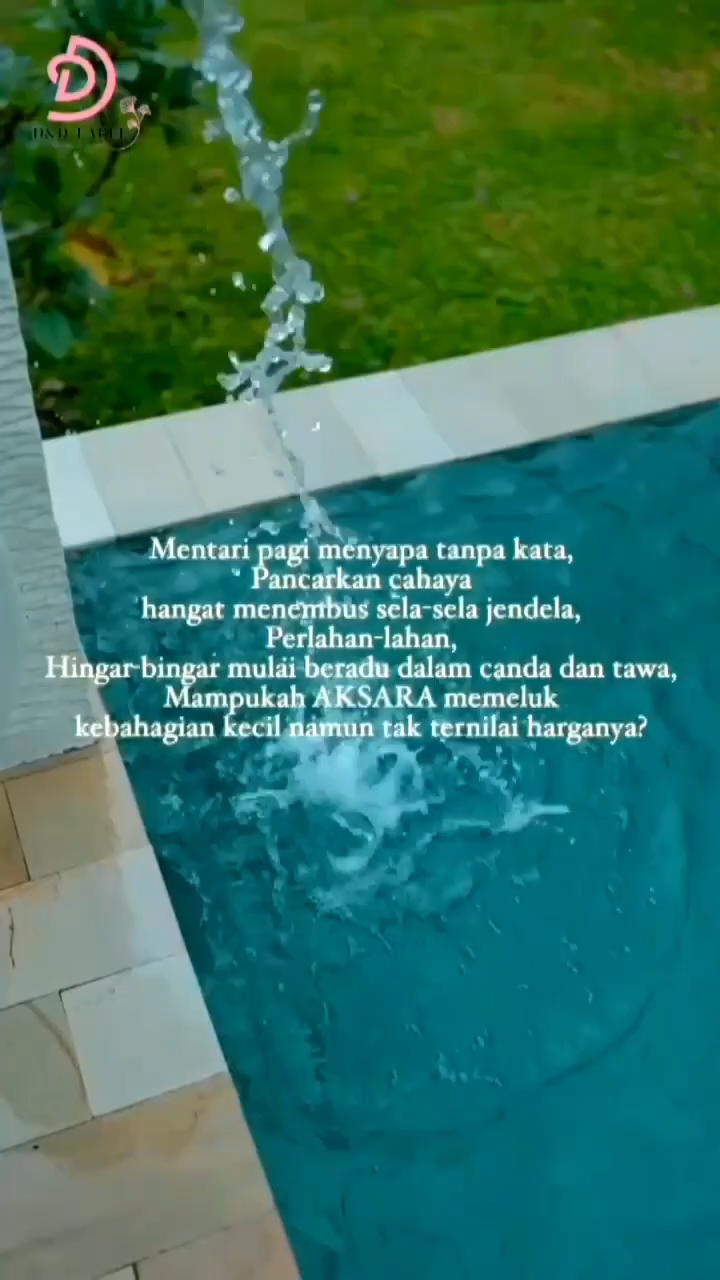 D&D LABEL
Mentari pagi menyapa tanpa kata,
Pancarkan cahaya
hangat menembus sela-sela jendela,
Perlahan-lahan,
Hingar-bingar mulai beradu dalam canda dan tawa,
Mampukah AKSARA memeluk
kebahagian kecil namun tak ternilai harganya?